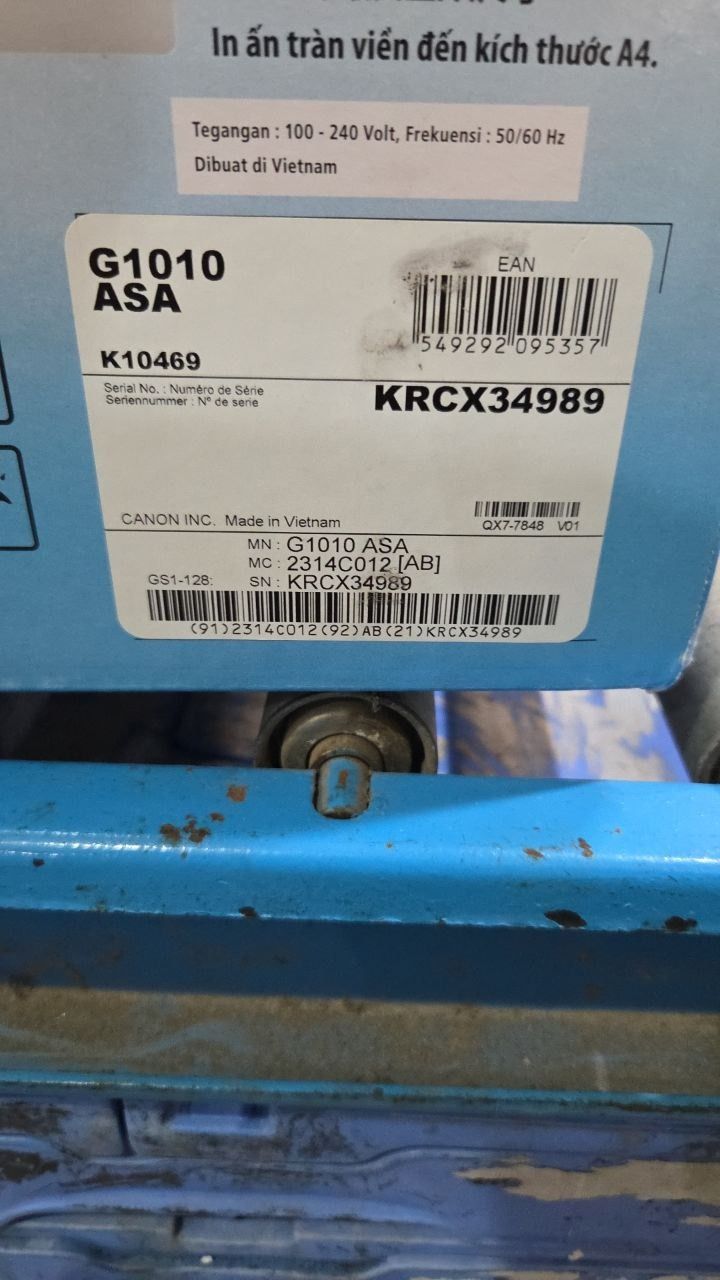 In ấn tràn viền đến kích thước A4.
Tegangan : 100 - 240 Volt, Frekuensi : 50/60 Hz
Dibuat di Vietnam
G1010
ASA
EAN
549292 095357
K10469
Serial No. : Numéro de Série
Seriennummer : Nº de serie
KRCX34989
CANON INC. Made in Vietnam
QX7-7848 V01
MN : G1010 ASA
MC : 2314C012 [AB]
GS1-128: SN : KRCX34989
(91)2314C012(92)AB(21)KRCX34989